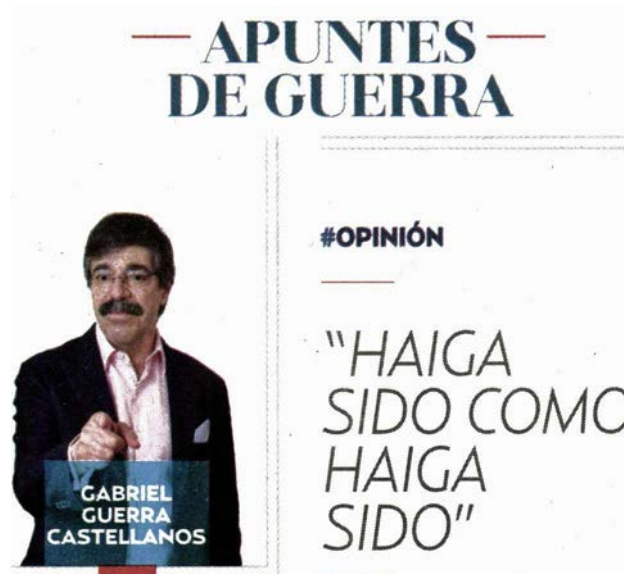 APUNTES
DE GUERRA
GABRIEL
GUERRA
CASTELLANOS
#OPINIÓN
"HAIGA
SIDO COMO
HAIGA
SIDO"